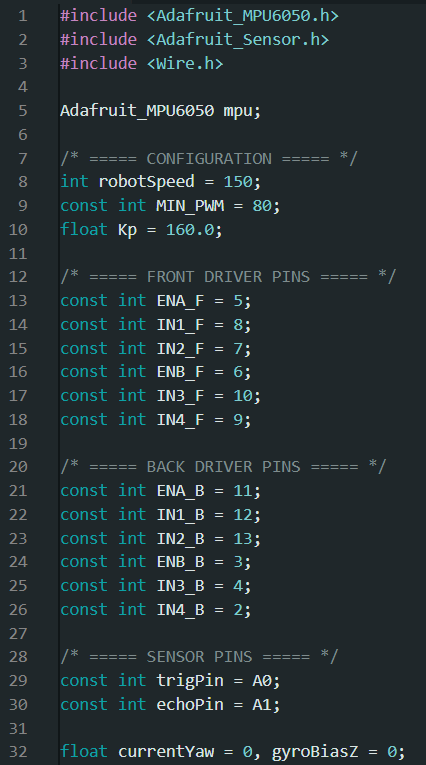 1 #include <Adafruit_MPU6050.h>
2 #include <Adafruit_Sensor.h>
3 #include <Wire.h>
4
5 Adafruit_MPU6050 mpu;
6
7 /* ===== CONFIGURATION ===== */
8 int robotSpeed = 150;
9 const int MIN_PWM = 80;
10 float Kp = 160.0;
11
12 /* ===== FRONT DRIVER PINS ===== */
13 const int ENA_F = 5;
14 const int IN1_F = 8;
15 const int IN2_F = 7;
16 const int ENB_F = 6;
17 const int IN3_F = 10;
18 const int IN4_F = 9;
19
20 /* ===== BACK DRIVER PINS ===== */
21 const int ENA_B = 11;
22 const int IN1_B = 12;
23 const int IN2_B = 13;
24 const int ENB_B = 3;
25 const int IN3_B = 4;
26 const int IN4_B = 2;
27
28 /* ===== SENSOR PINS ===== */
29 const int trigPin = A0;
30 const int echoPin = A1;
31
32 float currentYaw = 0, gyroBiasZ = 0;